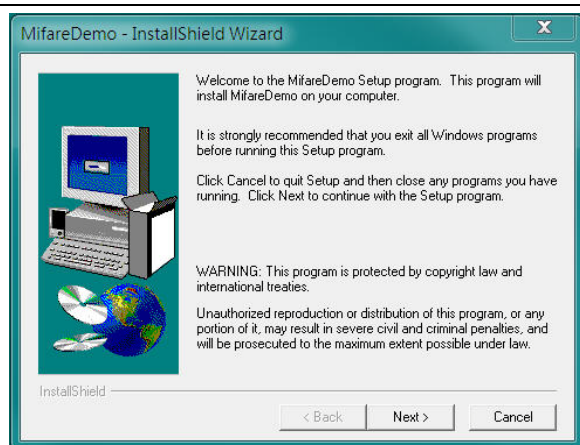 MifareDemo - InstallShield Wizard
Welcome to the MifareDemo Setup program. This program will
install MifareDemo on your computer.
It is strongly recommended that you exit all Windows programs
before running this Setup program.
Click Cancel to quit Setup and then close any programs you have
running. Click Next to continue with the Setup program.
WARNING: This program is protected by copyright law and
international treaties.
Unauthorized reproduction or distribution of this program, or any
portion of it, may result in severe civil and criminal penalties, and
will be prosecuted to the maximum extent possible under law.
InstallShield
< Back
Next >
Cancel